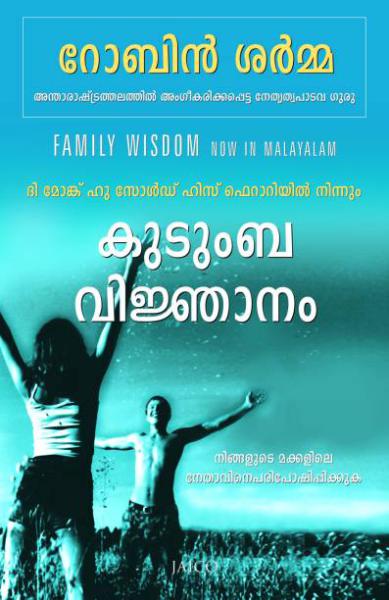 റോബിൻ ശർമ്മ
അന്താരാഷ്ട്രതലത്തിൽ അംഗീകരിക്കപ്പെട്ട നേതൃത്വപാടവ ഗുരു
FAMILY WISDOM NOW IN MALAYALAM
ദി മോങ്ക് ഹു സോൾഡ് ഹിസ് ഫെറാറിയിൽ നിന്നും
കുടുംബ
വിജ്ഞാനം
നിങ്ങളുടെ മക്കളിലെ
നേതാവിനെപരിപോഷിപ്പിക്കുക
JAICO